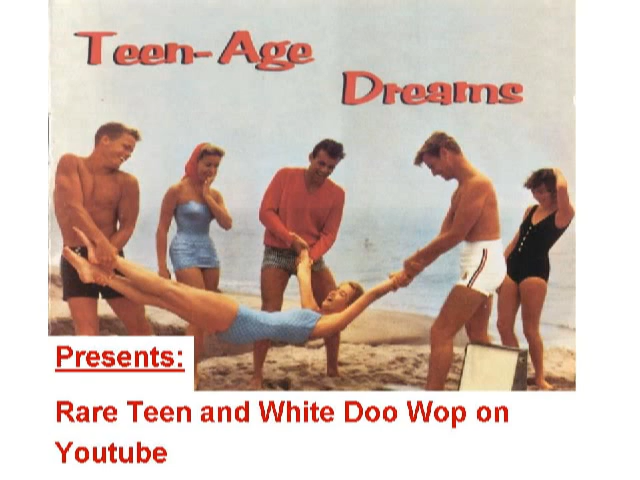 Teen-Age
Dreams
Presents:
Rare Teen and White Doo Wop on
Youtube